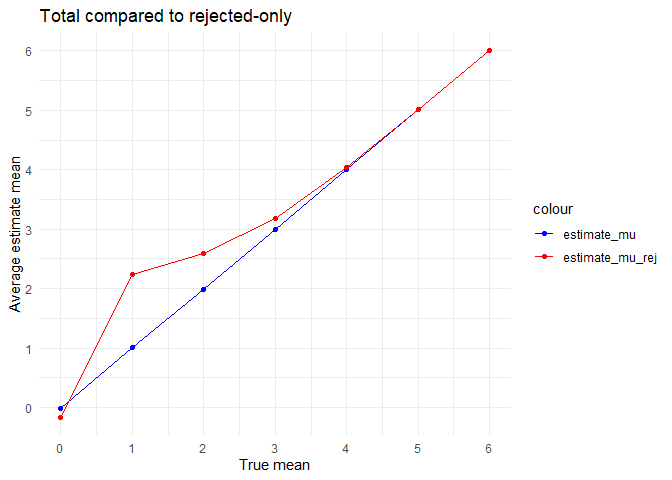 Total compared to rejected-only
6
5
4
3
2
1
0
Average estimate mean
0 1 2 3 4 5 6
True mean
colour
estimate_mu
estimate_mu_rej